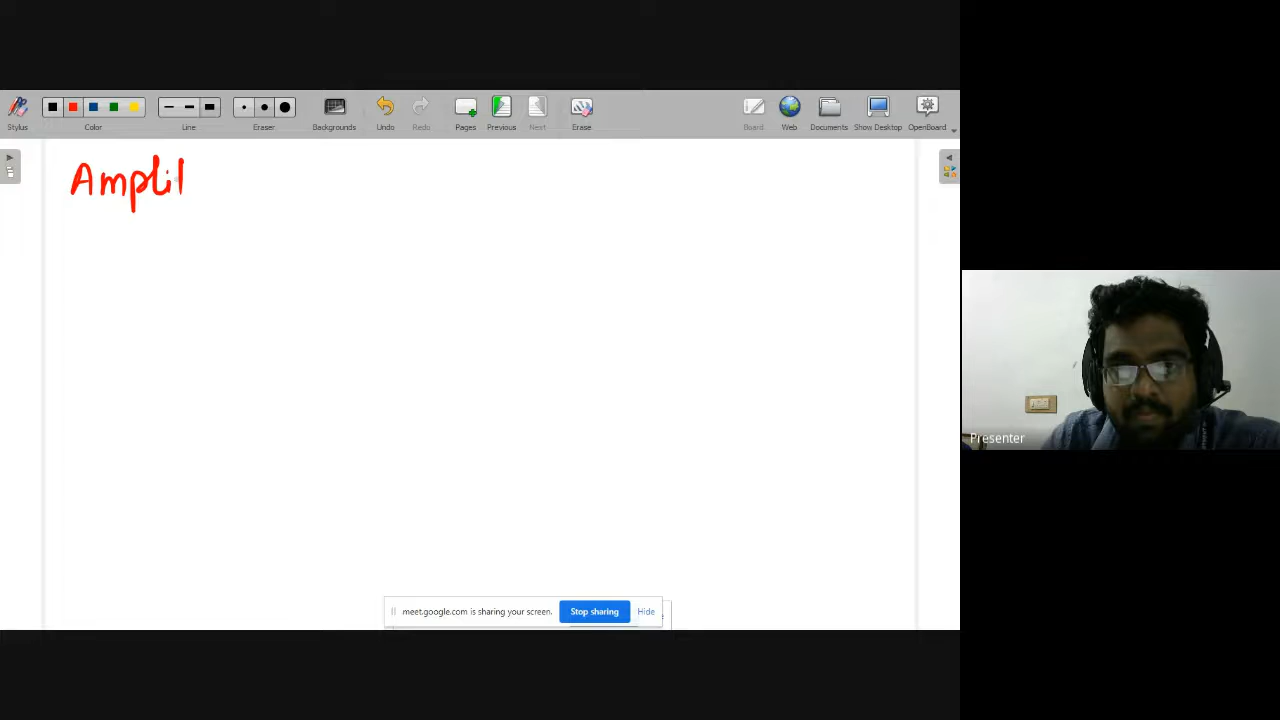 Stylus Color Line Eraser Backgrounds Undo Redo Pages Previous Next Erase Board Web Documents Show Desktop OpenBoard
Amplil
Presenter
meet.google.com is sharing your screen. Stop sharing Hide